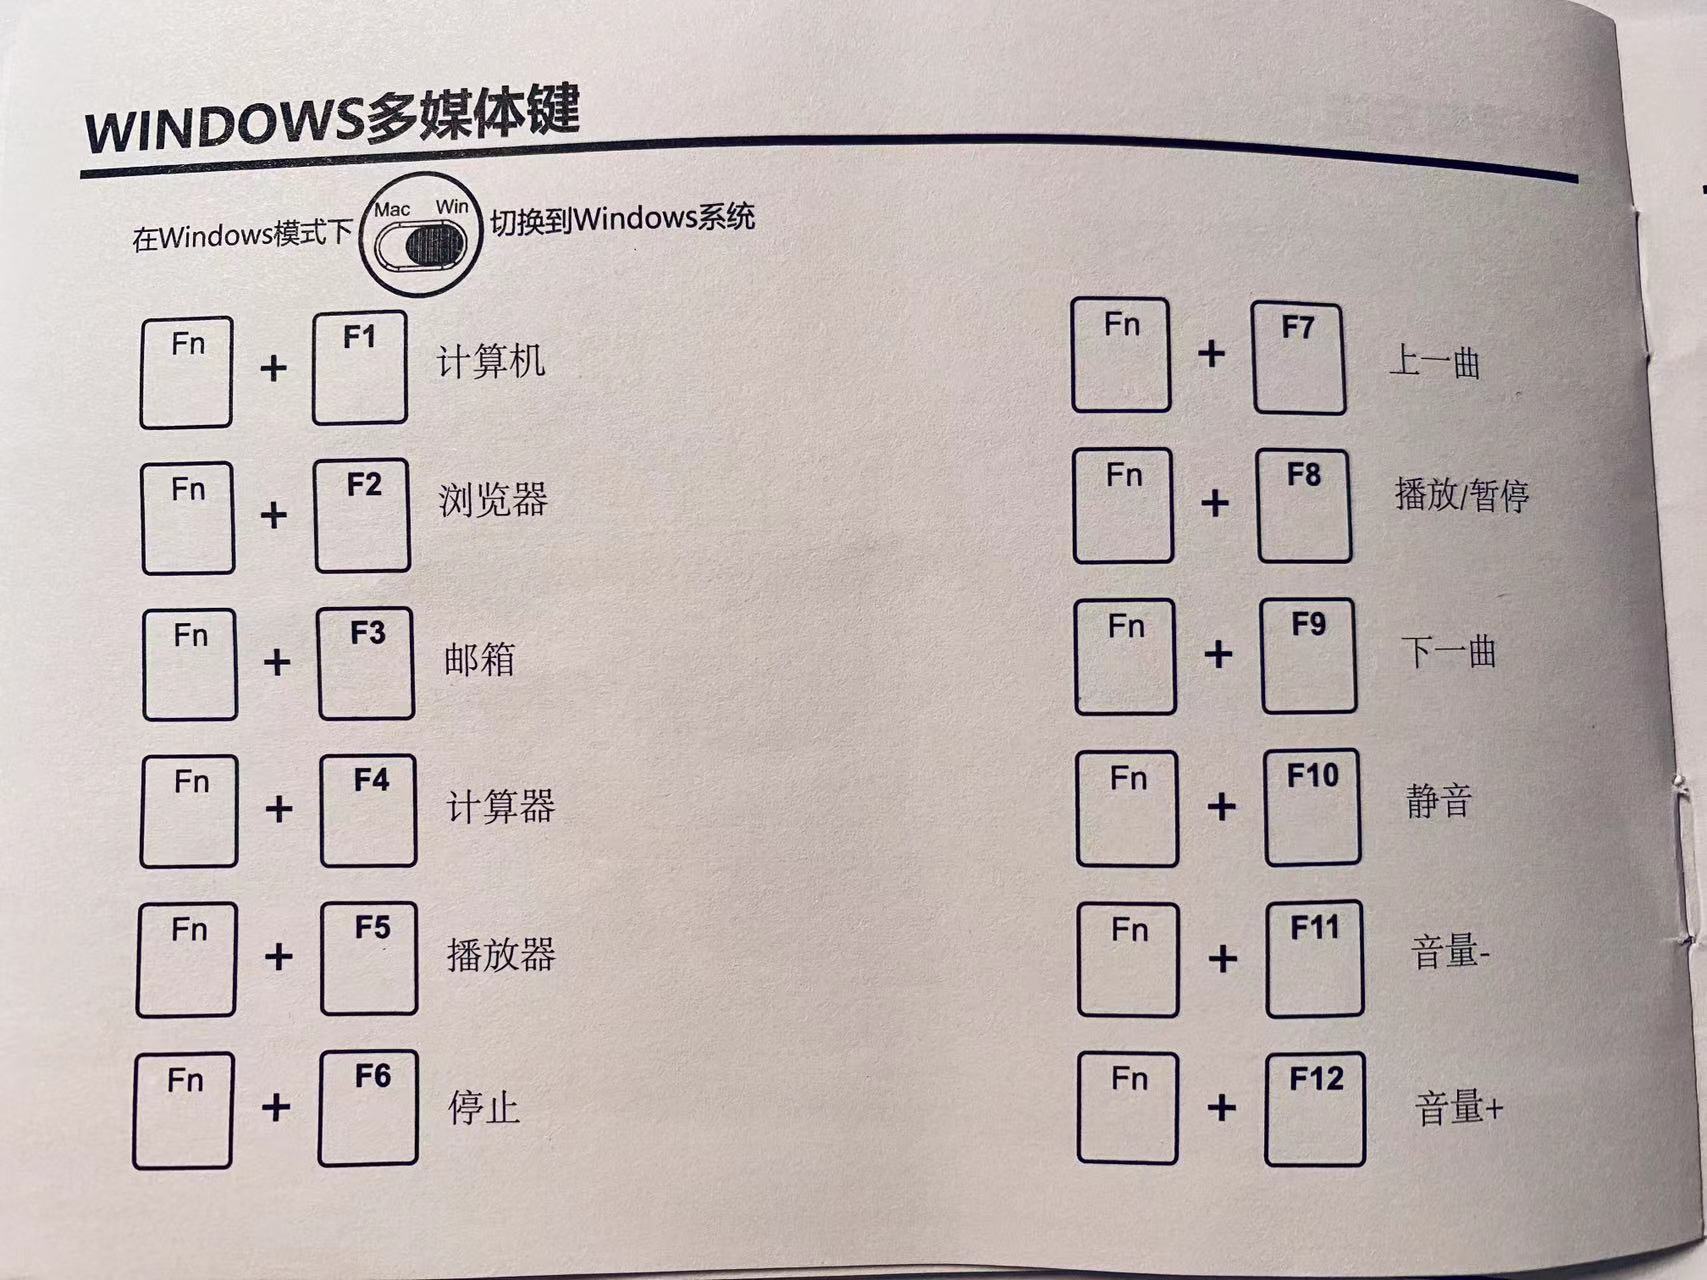 WINDOWS多媒体键
在Windows模式下 Mac Win 切换到Windows系统
Fn + F1 计算机
Fn + F2 浏览器
Fn + F3 邮箱
Fn + F4 计算器
Fn + F5 播放器
Fn + F6 停止
Fn + F7 上一曲
Fn + F8 播放/暂停
Fn + F9 下一曲
Fn + F10 静音
Fn + F11 音量-
Fn + F12 音量+